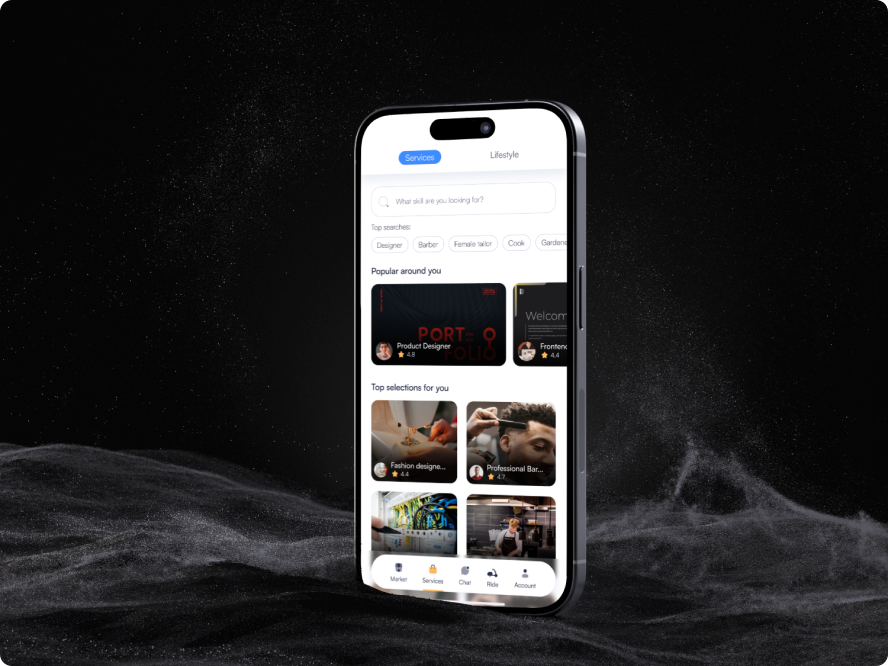 Services
Lifestyle
What skill are you looking for?
Top searches:
Designer
Barber
Female tailor
Cook
Gardene
Popular around you
PORT
FOLIO
Product Designer
4.8
Welcom
Frontend
4.4
Top selections for you
Fashion designe...
4.4
Professional Bar...
4.7
Market
Services
Chat
Ride
Account